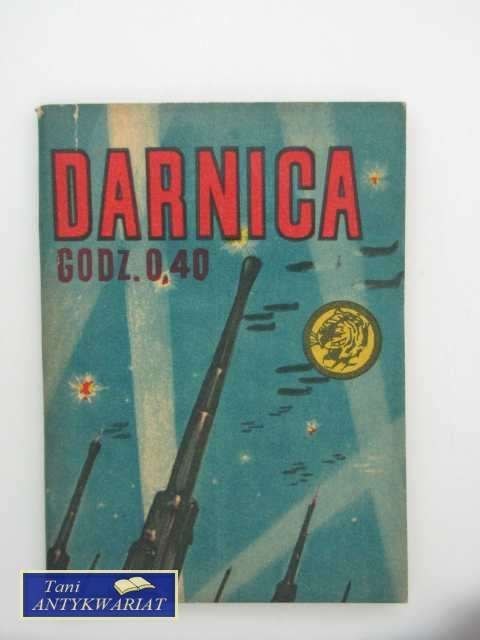 DARNICA
GODZ. 0,40
Tani
ANTYKWARIAT